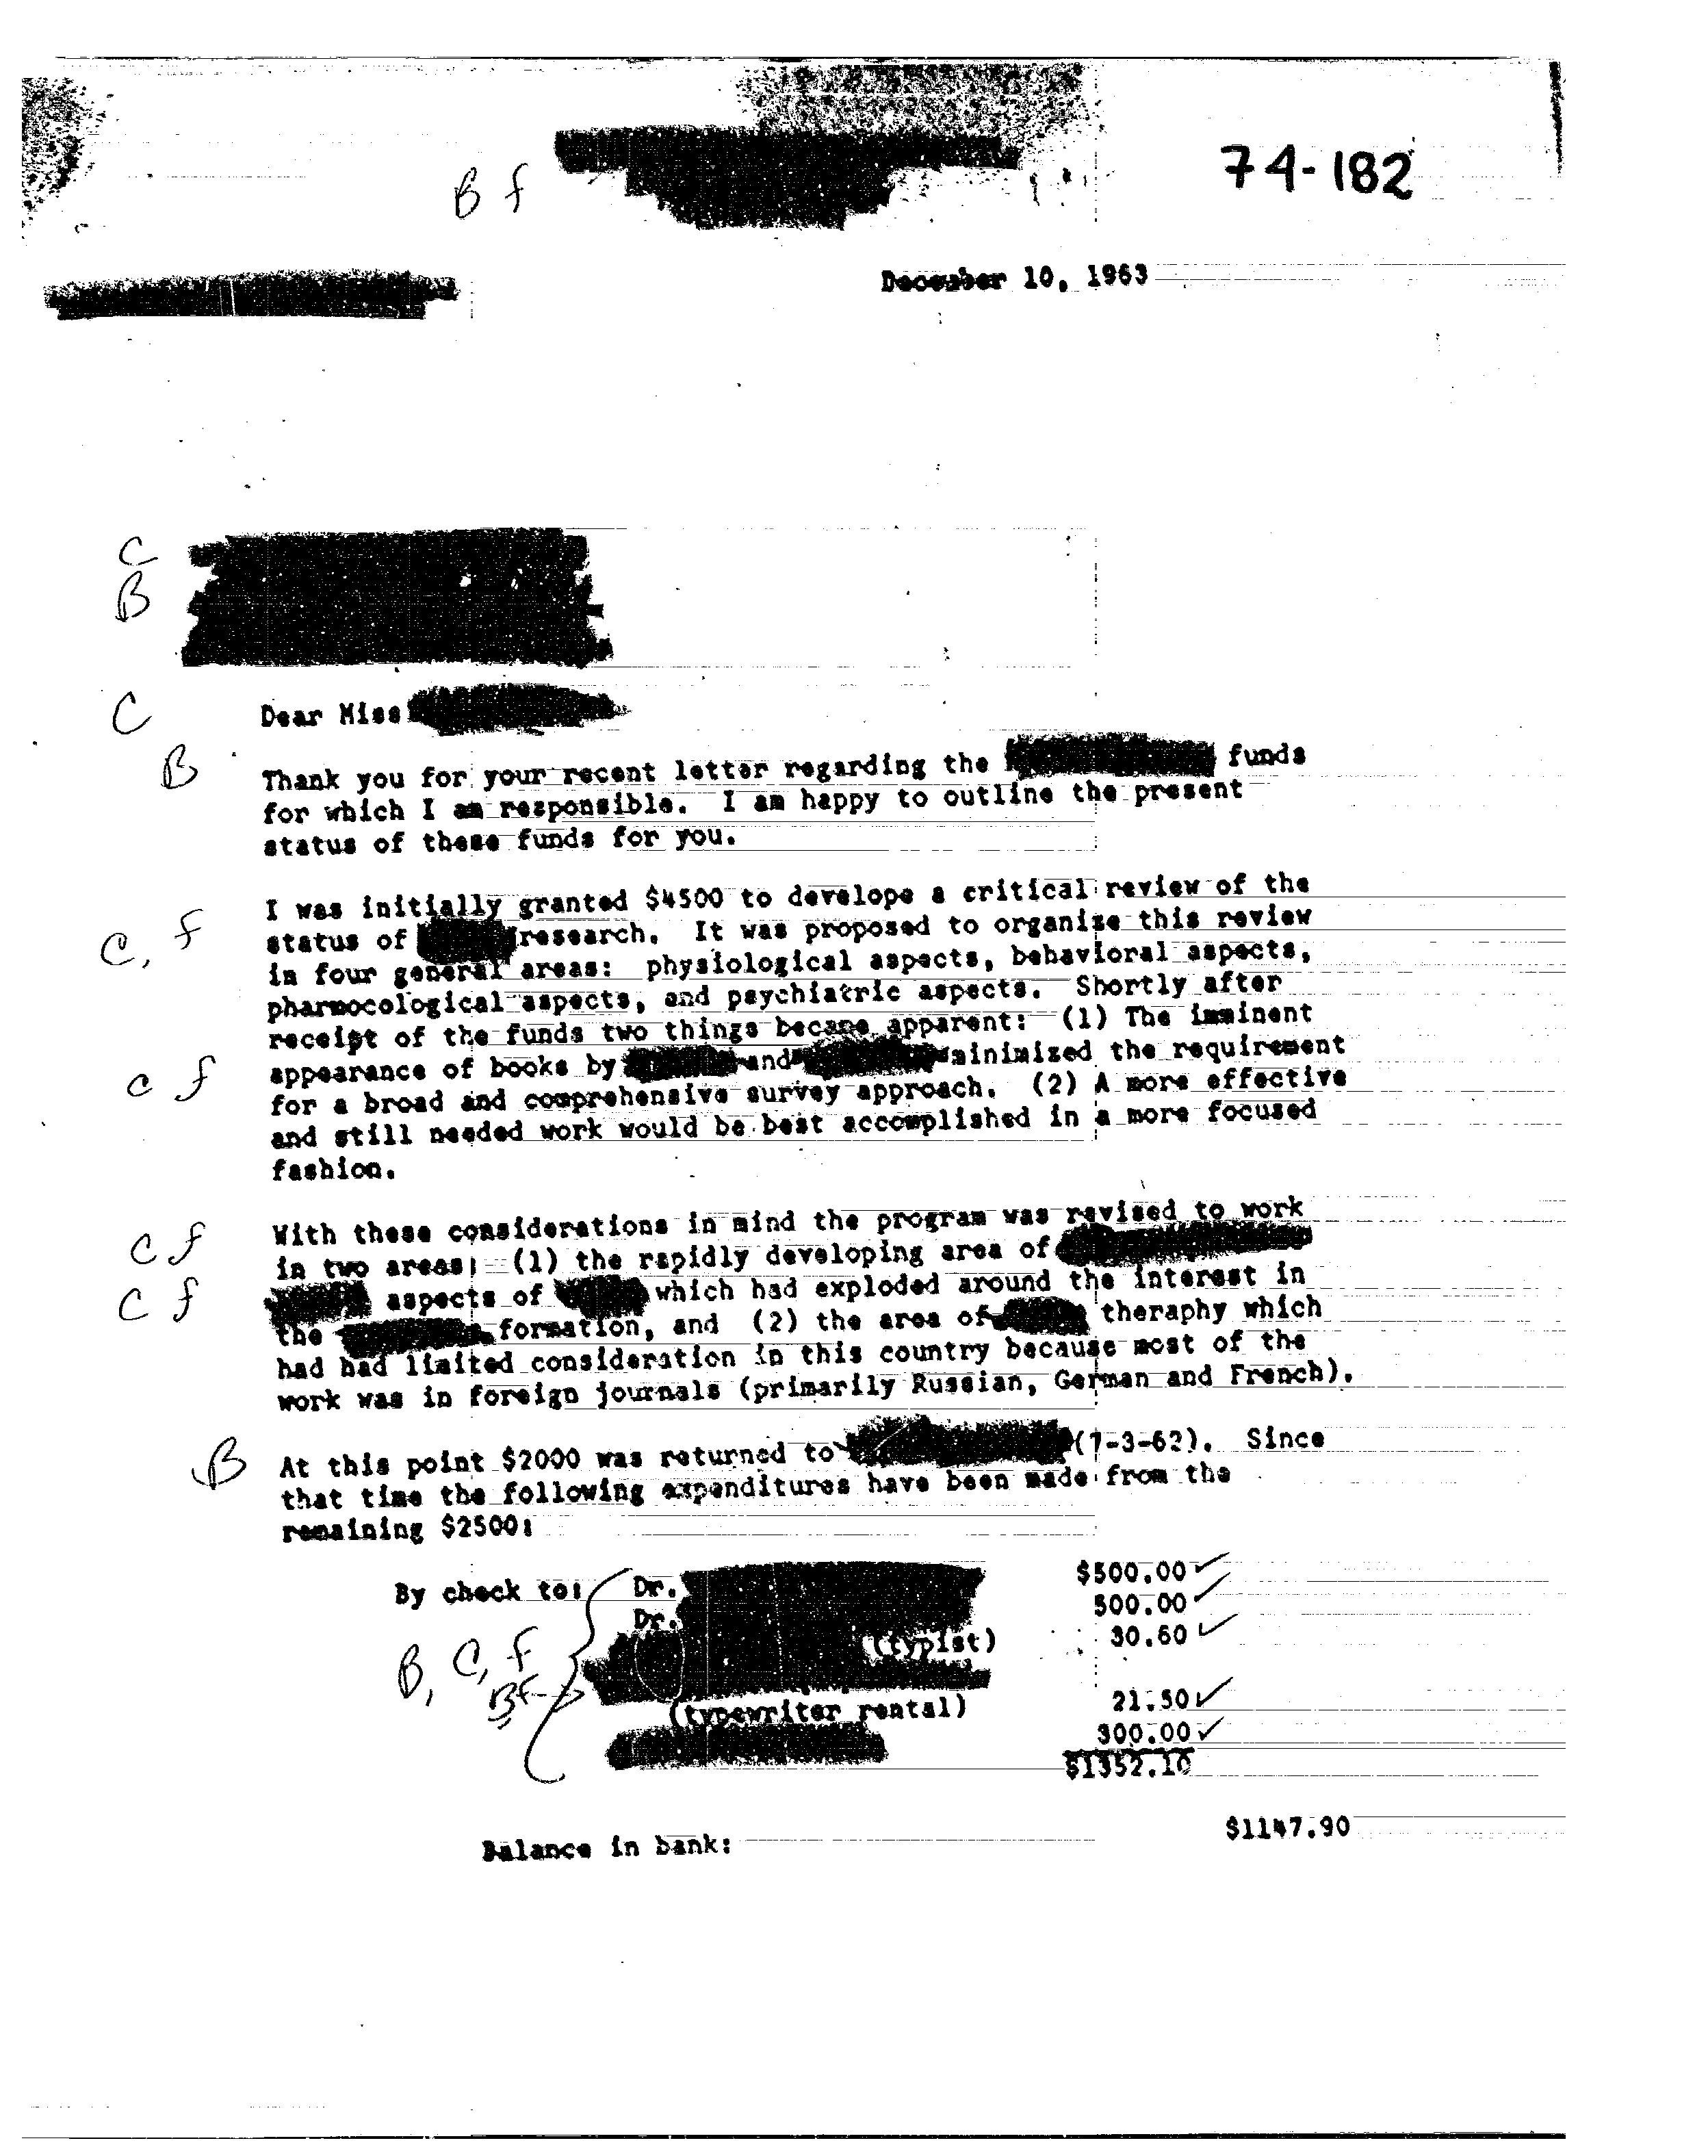 B f
74-182
December 10, 1963
C
B
C
Dear Miss
B
Thank you for your recent letter regarding the funds
for which I am responsible. I am happy to outline the present
status of these funds for you.
I was initially granted $4500 to develope a critical review of the
C, f
status of research. It was proposed to organize this review
in four general areas: physiological aspects, behavioral aspects,
pharmocological aspects, and psychiatric aspects. Shortly after
receipt of the funds two things became apparent: (1) The imminent
C f
appearance of books by and minimized the requirement
for a broad and comprehensive survey approach. (2) A more effective
and still needed work would be best accomplished in a more focused
fashion.
With these considerations in mind the program was revised to work
C f
in two areas: (1) the rapidly developing area of
C f
aspects of which had exploded around the interest in
the formation, and (2) the area of theraphy which
had had limited consideration in this country because most of the
work was in foreign journals (primarily Russian, German and French).
B
At this point $2000 was returned to (7-3-62). Since
that time the following expenditures have been made from the
remaining $2500:
By check to: Dr. $500.00
Dr. 500.00
B, C, f
(typist) 30.60
B f
21.50
(typewriter rental)
300.00
$1352.10
Balance in bank: $1147.90